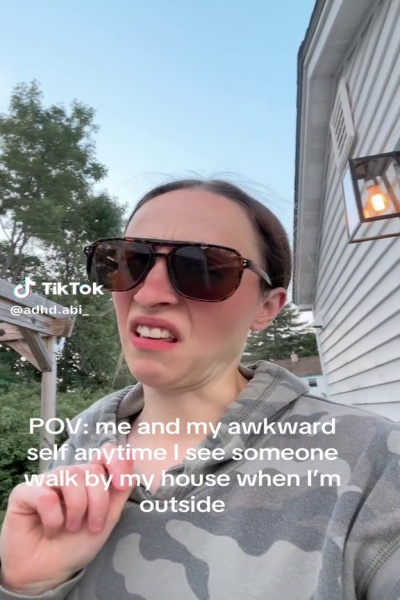 TikTok
@adhd.abi_
POV: me and my awkward
self anytime I see someone
walk by my house when I'm
outside